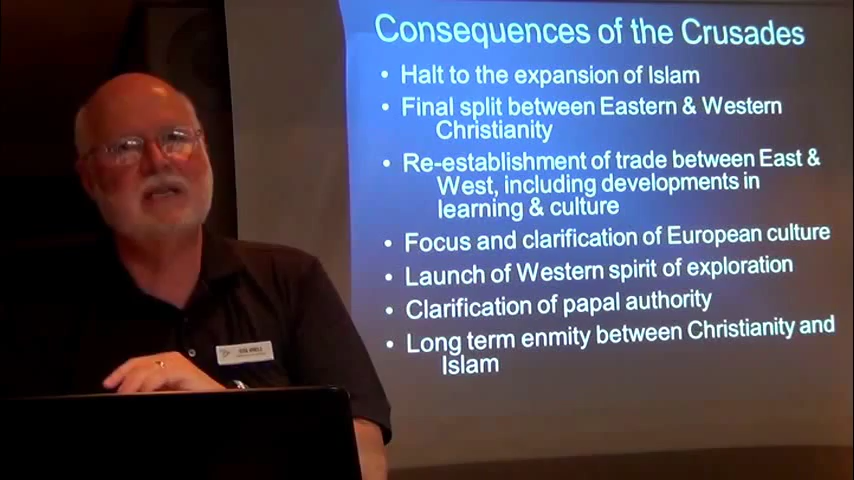 Consequences of the Crusades
• Halt to the expansion of Islam
• Final split between Eastern & Western
Christianity
• Re-establishment of trade between East &
West, including developments in
learning & culture
• Focus and clarification of European culture
• Launch of Western spirit of exploration
• Clarification of papal authority
• Long term enmity between Christianity and
Islam